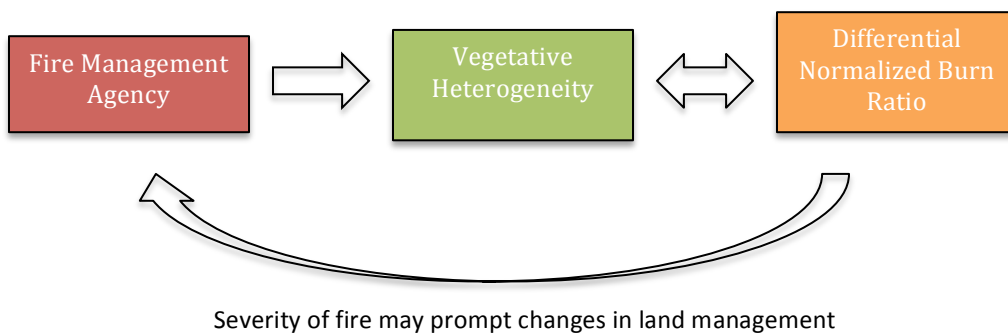 Fire Management
Agency
Vegetative
Heterogeneity
Differential
Normalized Burn
Ratio
Severity of fire may prompt changes in land management